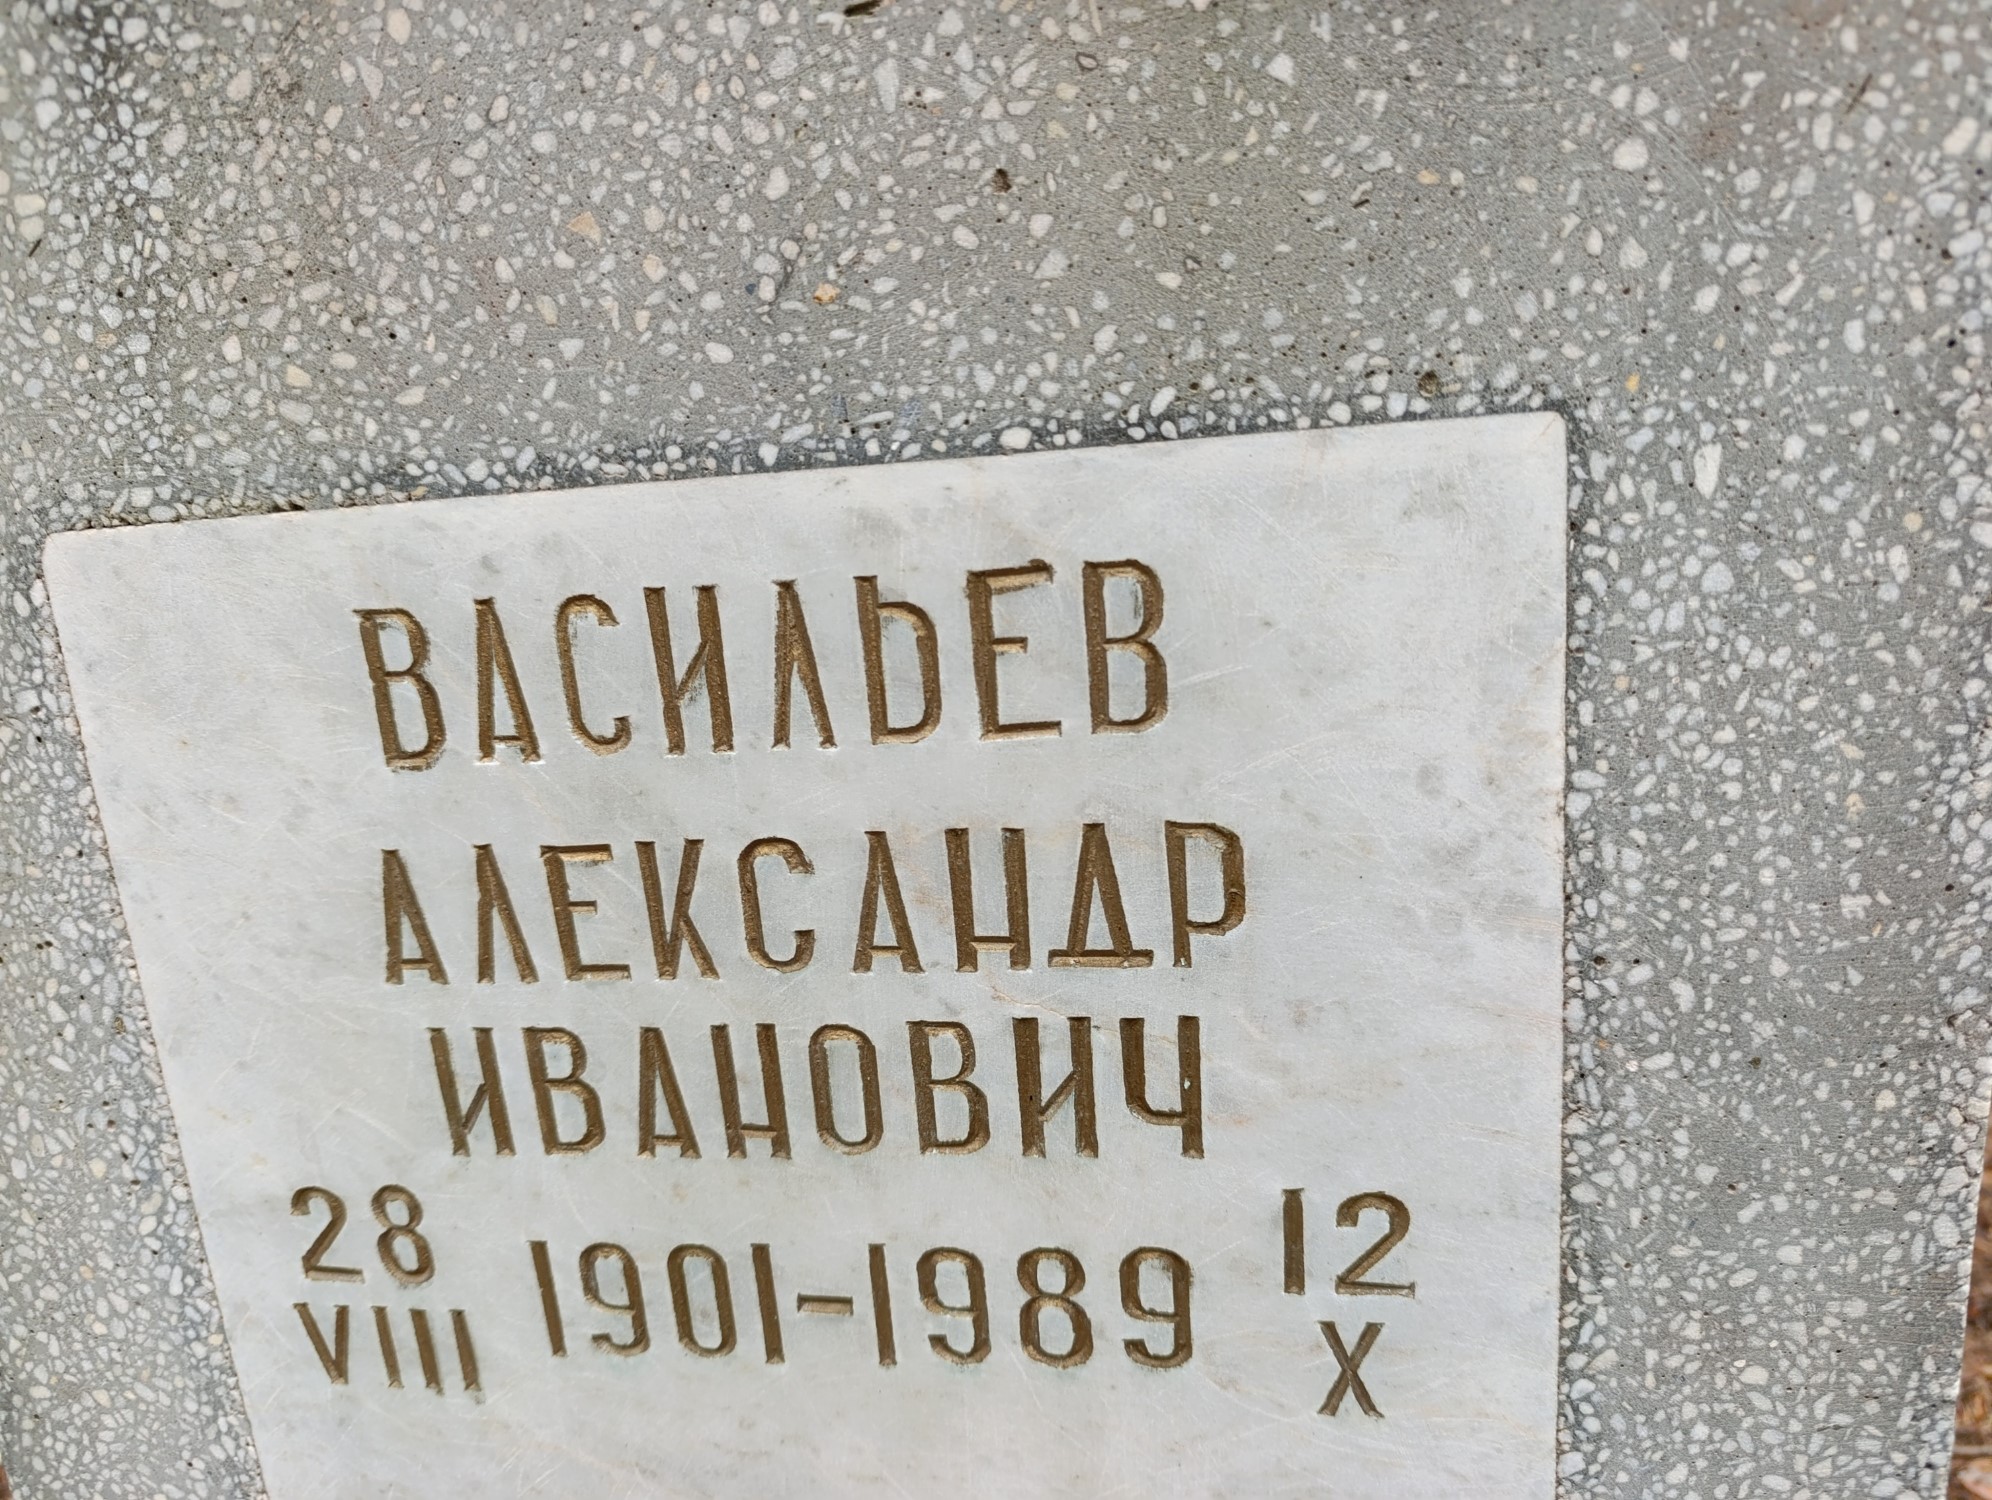 ВАСИЛЬЕВ
АЛЕКСАНДР
ИВАНОВИЧ
28 1901-1989 12
VIII X